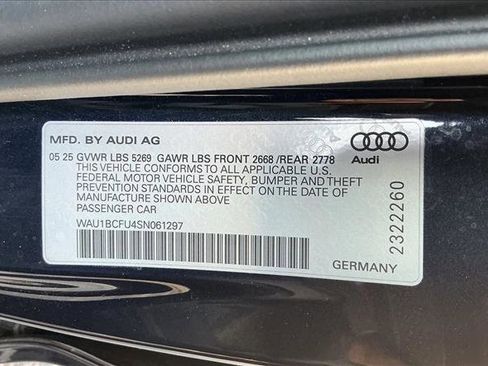 MFD. BY AUDI AG
05 25 GVWR LBS 5269 GAWR LBS FRONT 2668 /REAR 2778
THIS VEHICLE CONFORMS TO ALL APPLICABLE U.S.
FEDERAL MOTOR VEHICLE SAFETY, BUMPER AND THEFT
PREVENTION STANDARDS IN EFFECT ON THE DATE OF
MANUFACTURE SHOWN ABOVE
PASSENGER CAR
WAU1BCFU4SN061297
Audi
2322260
GERMANY